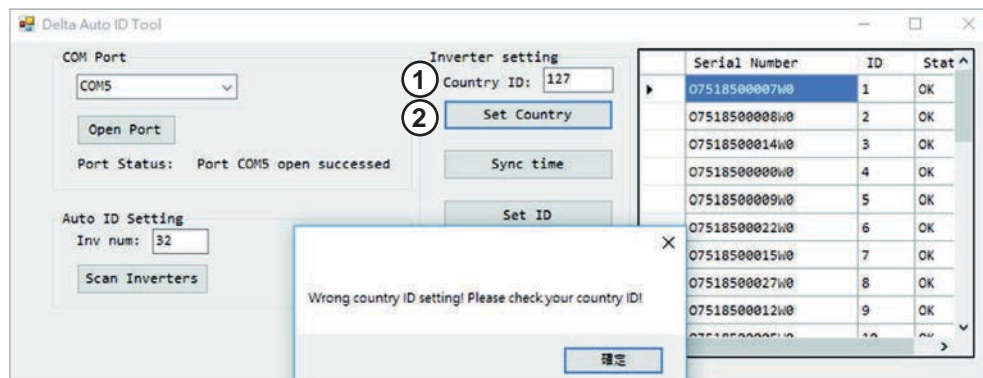 Delta Auto ID Tool
COM Port
COM5
Open Port
Port Status: Port COM5 open successed
Auto ID Setting
Inv num: 32
Scan Inverters
Inverter setting
① Country ID: 127
② Set Country
Sync time
Set ID
Serial Number ID Stat
O7518500007W0 1 OK
O7518500008W0 2 OK
O7518500014W0 3 OK
O7518500000W0 4 OK
O7518500009W0 5 OK
O7518500022W0 6 OK
O7518500015W0 7 OK
O7518500027W0 8 OK
O7518500012W0 9 OK
Wrong country ID setting! Please check your country ID!
確定